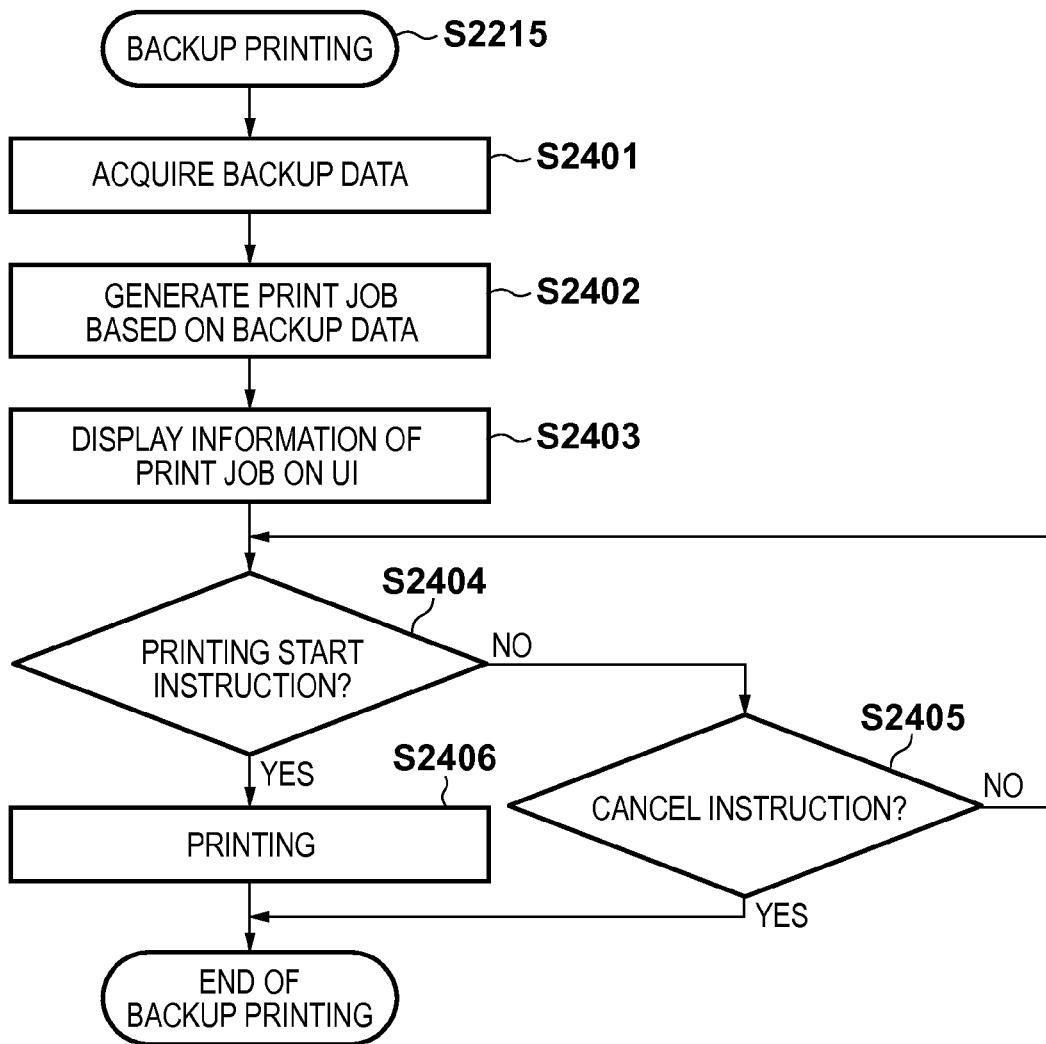 BACKUP PRINTING
S2215
ACQUIRE BACKUP DATA
S2401
GENERATE PRINT JOB
BASED ON BACKUP DATA
S2402
DISPLAY INFORMATION OF
PRINT JOB ON UI
S2403
S2404
PRINTING START
INSTRUCTION?
NO
YES
S2405
CANCEL INSTRUCTION?
NO
YES
S2406
PRINTING
END OF
BACKUP PRINTING